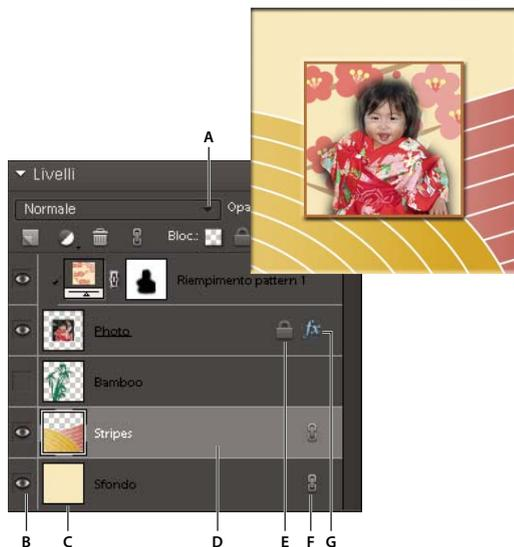 A
Livelli
Normale Opa
Bloc.:
Riempimento pattern 1
Photo fx
Bamboo
Stripes
Sfondo
B C D E F G